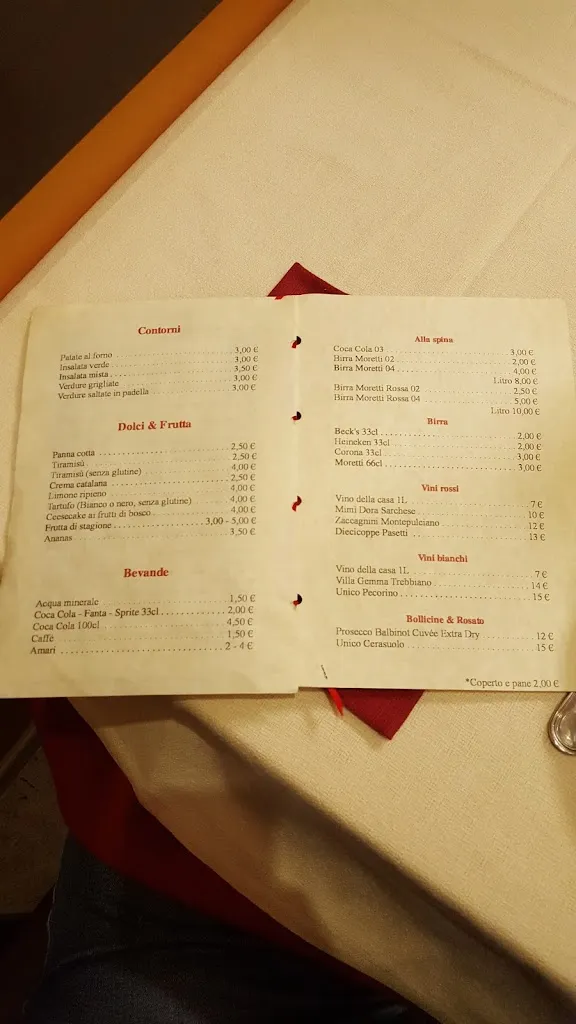 Contorni
Patate al forno 3,00 €
Insalata verde 3,00 €
Insalata mista 3,50 €
Verdure grigliate 3,00 €
Verdure saltate in padella 3,00 €
Dolci & Frutta
Panna cotta 2,50 €
Tiramisù 2,50 €
Tiramisù (senza glutine) 4,00 €
Crema catalana 2,50 €
Limone ripieno 4,00 €
Tartufo (Bianco o nero, senza glutine) 4,00 €
Ceesecake ai frutti di bosco 4,00 €
Frutta di stagione 3,00 - 5,00 €
Ananas 3,50 €
Bevande
Acqua minerale 1,50 €
Coca Cola - Fanta - Sprite 33cl 2,00 €
Coca Cola 100cl 4,50 €
Caffè 1,50 €
Amari 2 - 4 €
Alla spina
Coca Cola 03 3,00 €
Birra Moretti 02 2,00 €
Birra Moretti 04 4,00 €
Litro 8,00 €
Birra Moretti Rossa 02 2,50 €
Birra Moretti Rossa 04 5,00 €
Litro 10,00 €
Birra
Beck's 33cl 2,00 €
Heineken 33cl 2,00 €
Corona 33cl 3,00 €
Moretti 66cl 3,00 €
Vini rossi
Vino della casa 1L 7 €
Mimì Dora Sarchese 10 €
Zaccagnini Montepulciano 12 €
Diecicoppe Pasetti 13 €
Vini bianchi
Vino della casa 1L 7 €
Villa Gemma Trebbiano 14 €
Unico Pecorino 15 €
Bollicine & Rosato
Prosecco Balbinot Cuvée Extra Dry 12 €
Unico Cerasuolo 15 €
*Coperto e pane 2,00 €